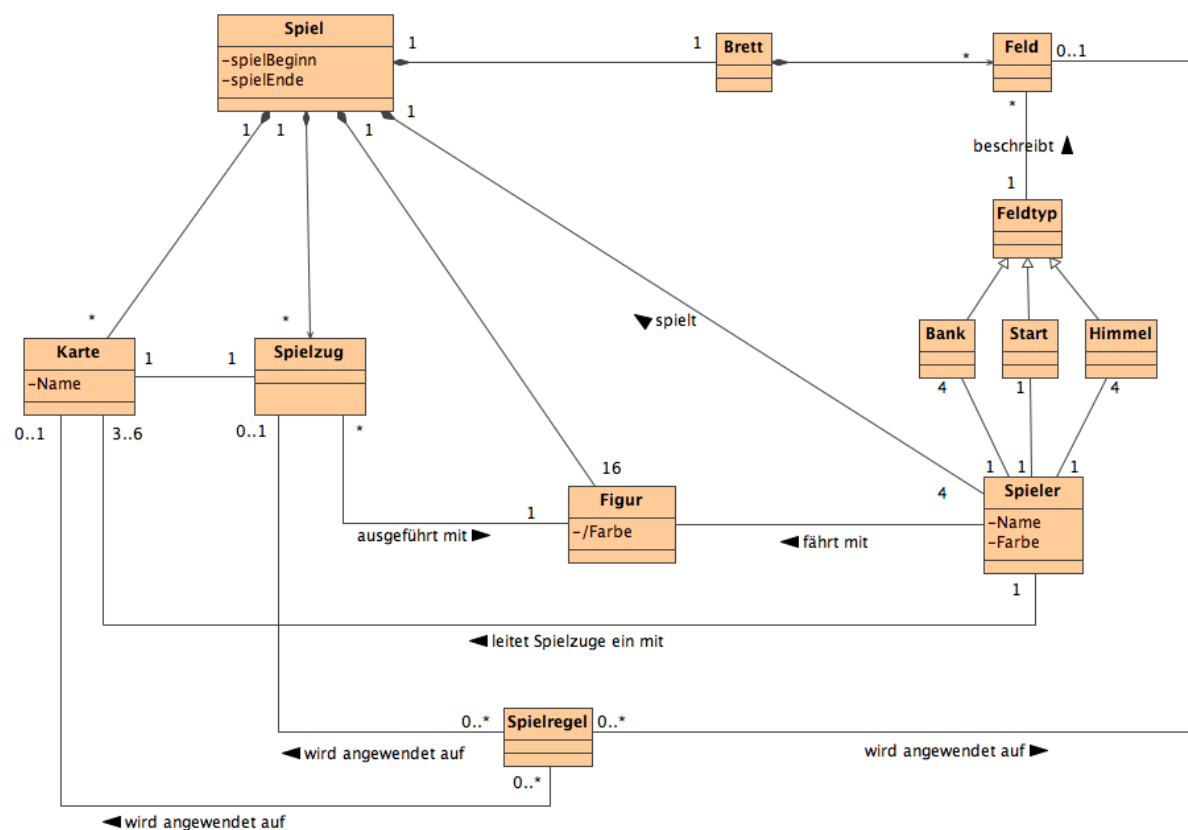 Spiel
-spielBeginn
-spielEnde
1
1
Brett
*
Feld
0..1
1
1
1
1
*
beschreibt
1
Feldtyp
spielt
Bank
Start
Himmel
*
*
Karte
-Name
1
1
Spielzug
4
1
4
0..1
3..6
0..1
*
16
1
1
1
4
Figur
-/Farbe
1
Spieler
-Name
-Farbe
ausgeführt mit
fährt mit
1
leitet Spielzuge ein mit
0..*
Spielregel
0..*
wird angewendet auf
wird angewendet auf
0..*
wird angewendet auf